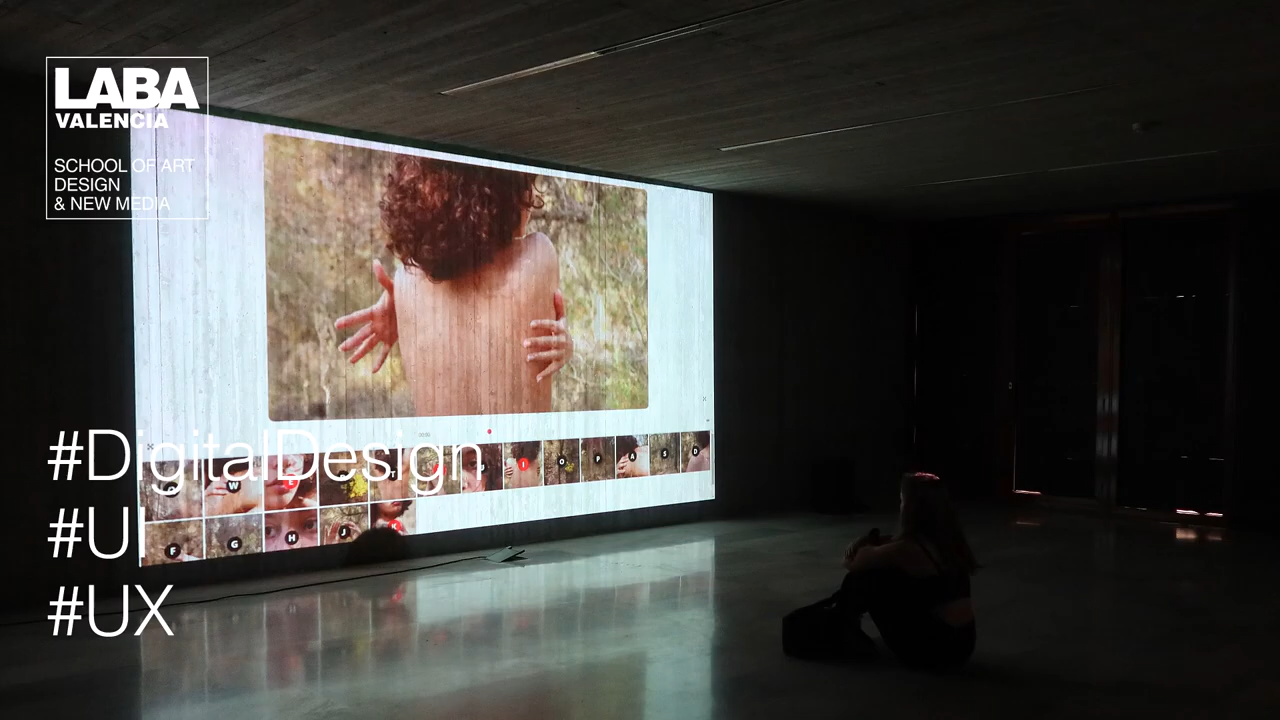 LABA
VALENCIA
SCHOOL OF ART
DESIGN
& NEW MEDIA
#DigitalDesign
#UI
#UX
W
E
I
O
P
A
S
D
F
G
H
J
K